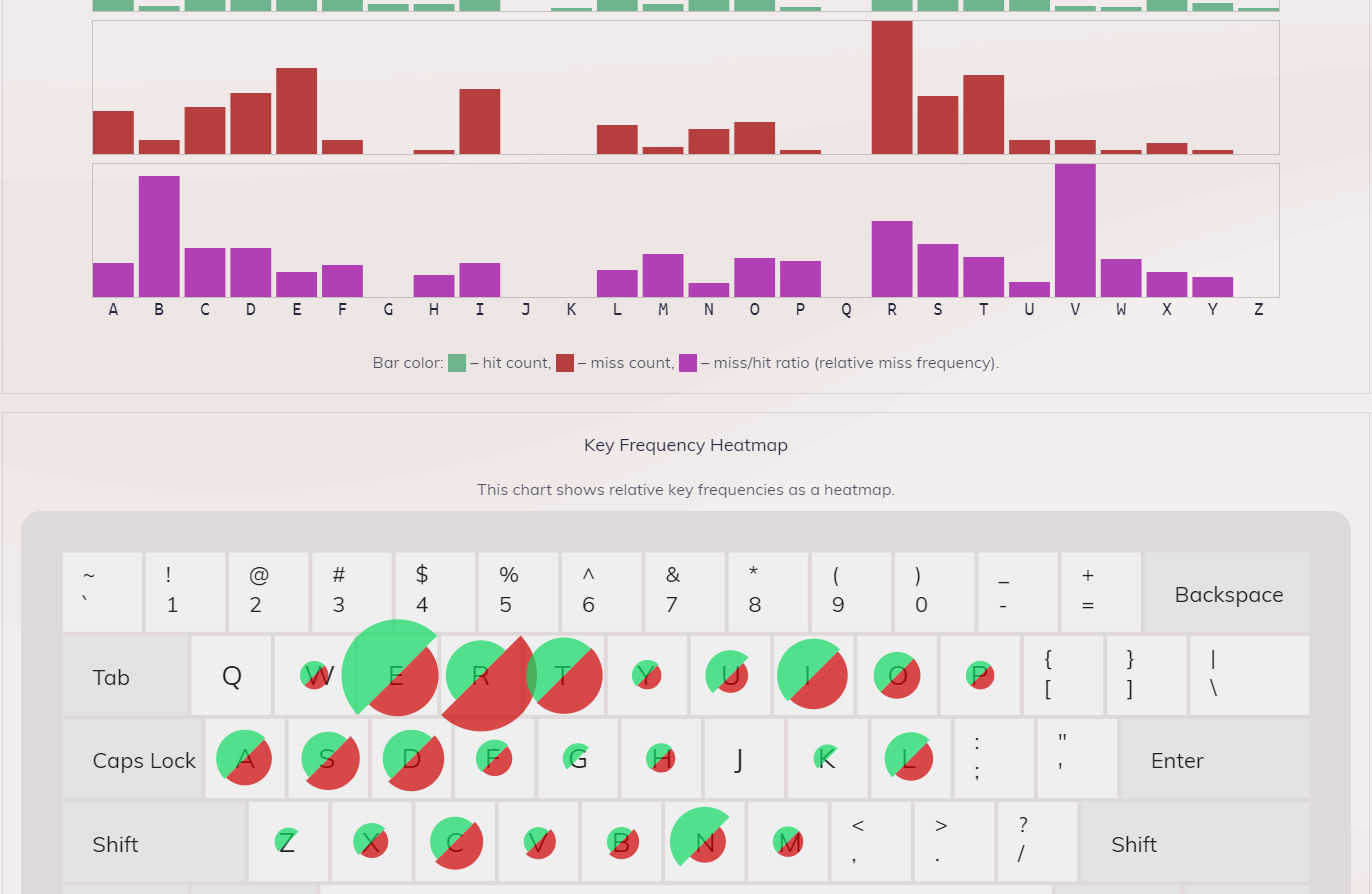 A B C D E F G H I J K L M N O P Q R S T U V W X Y Z
Bar color: – hit count, – miss count, – miss/hit ratio (relative miss frequency).
Key Frequency Heatmap
This chart shows relative key frequencies as a heatmap.
~ ! @ # $ % ^ & * ( ) _ +
` 1 2 3 4 5 6 7 8 9 0 - = Backspace
{ } |
Tab Q W E R T Y U I O P
[ ] \
: "
Caps Lock A S D F G H J K L Enter
; '
< > ?
Shift Z X C V B N M Shift
, . /